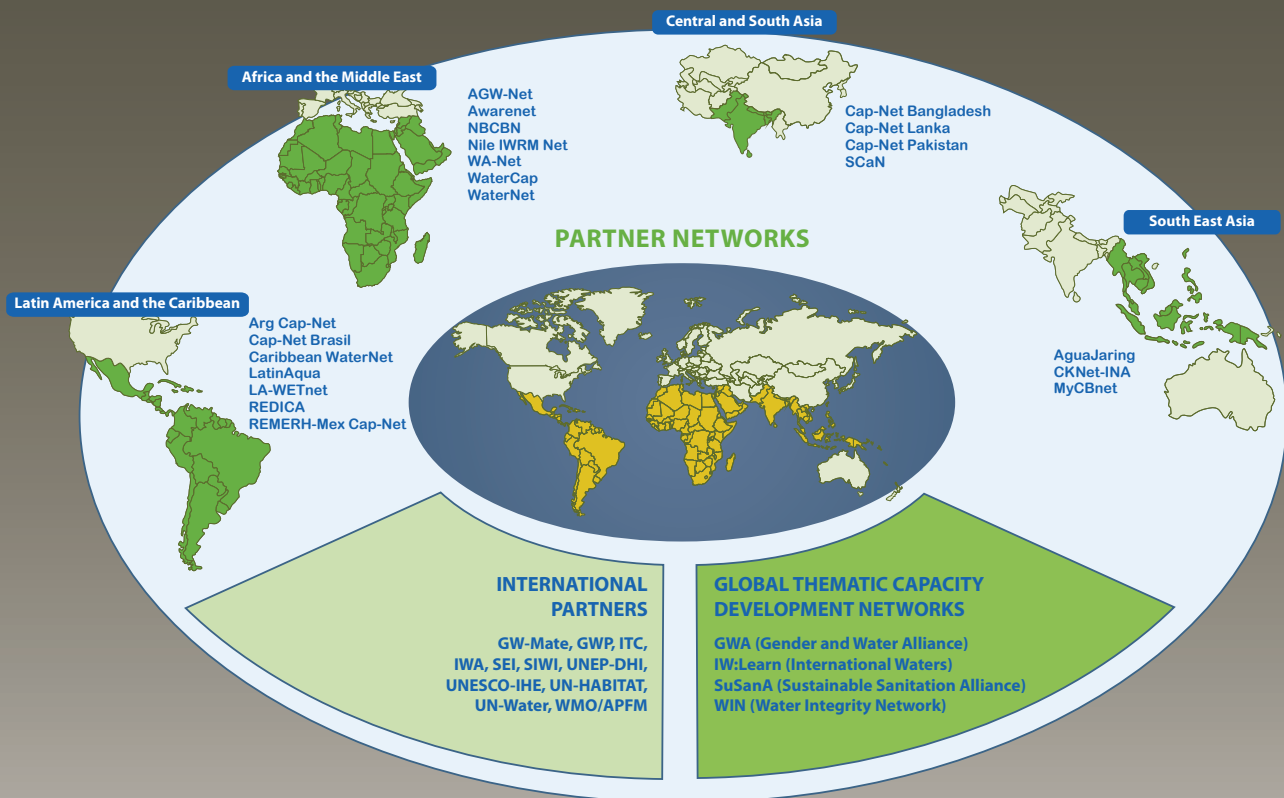 Central and South Asia
Cap-Net Bangladesh
Cap-Net Lanka
Cap-Net Pakistan
SCaN
Africa and the Middle East
AGW-Net
Awarenet
NBCBN
Nile IWRM Net
WA-Net
WaterCap
WaterNet
South East Asia
AguaJaring
CKNet-INA
MyCBnet
PARTNER NETWORKS
Latin America and the Caribbean
Arg Cap-Net
Cap-Net Brasil
Caribbean WaterNet
LatinAqua
LA-WETnet
REDICA
REMERH-Mex Cap-Net
INTERNATIONAL
PARTNERS
GW-Mate, GWP, ITC,
IWA, SEI, SIWI, UNEP-DHI,
UNESCO-IHE, UN-HABITAT,
UN-Water, WMO/APFM
GLOBAL THEMATIC CAPACITY
DEVELOPMENT NETWORKS
GWA (Gender and Water Alliance)
IW:Learn (International Waters)
SuSanA (Sustainable Sanitation Alliance)
WIN (Water Integrity Network)